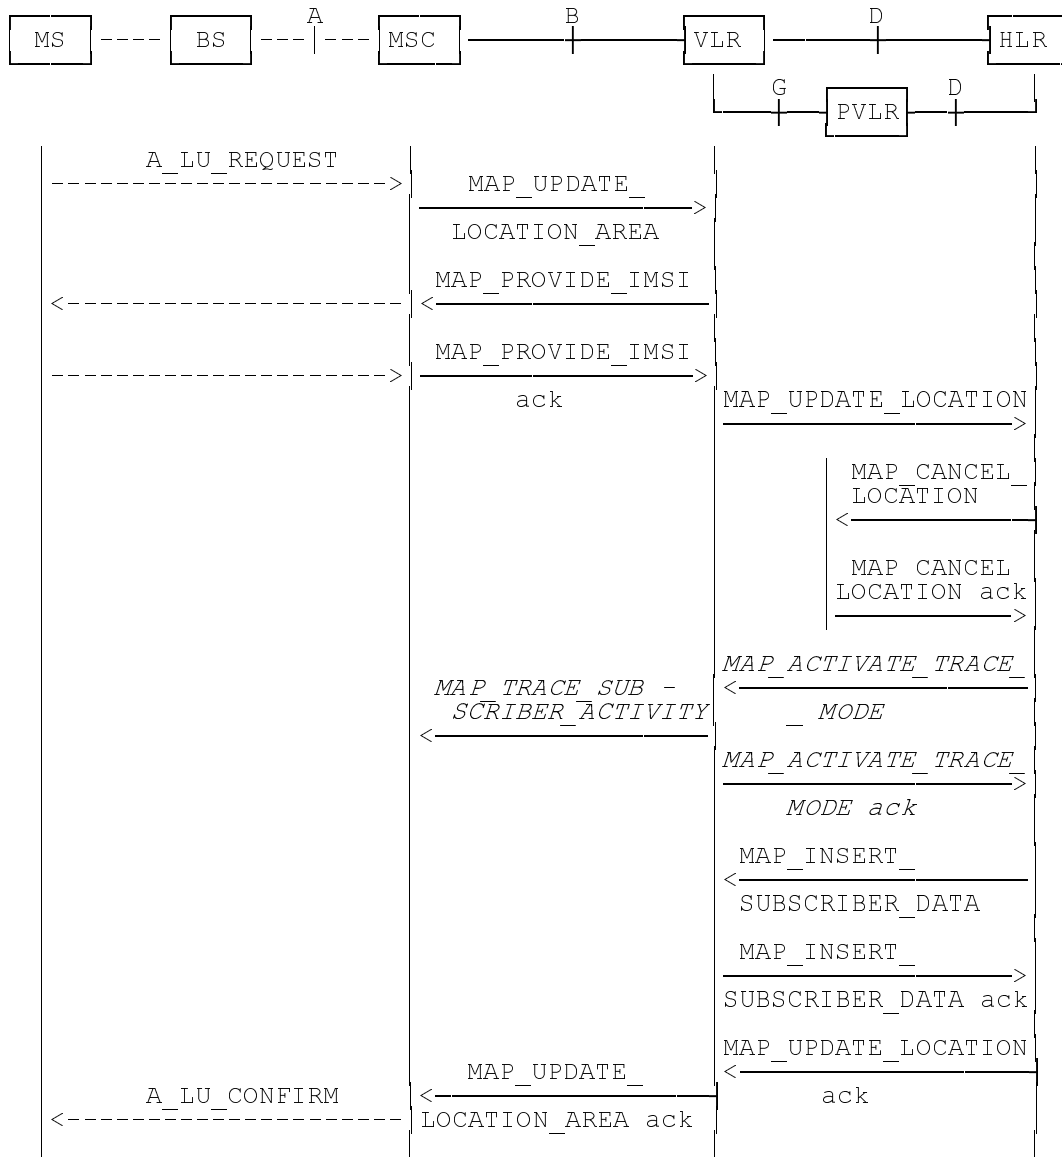 A B D
MS BS MSC VLR HLR
G D
PVLR
A_LU_REQUEST
MAP_UPDATE_
LOCATION_AREA
MAP_PROVIDE_IMSI
MAP_PROVIDE_IMSI
ack
MAP_UPDATE_LOCATION
MAP_CANCEL_
LOCATION
MAP CANCEL
LOCATION ack
MAP_ACTIVATE_TRACE_
_ MODE
MAP_TRACE_SUB -
SCRIBER_ACTIVITY
MAP_ACTIVATE_TRACE_
MODE ack
MAP_INSERT_
SUBSCRIBER_DATA
MAP_INSERT_
SUBSCRIBER_DATA ack
MAP_UPDATE_LOCATION
ack
MAP_UPDATE_
LOCATION_AREA ack
A_LU_CONFIRM